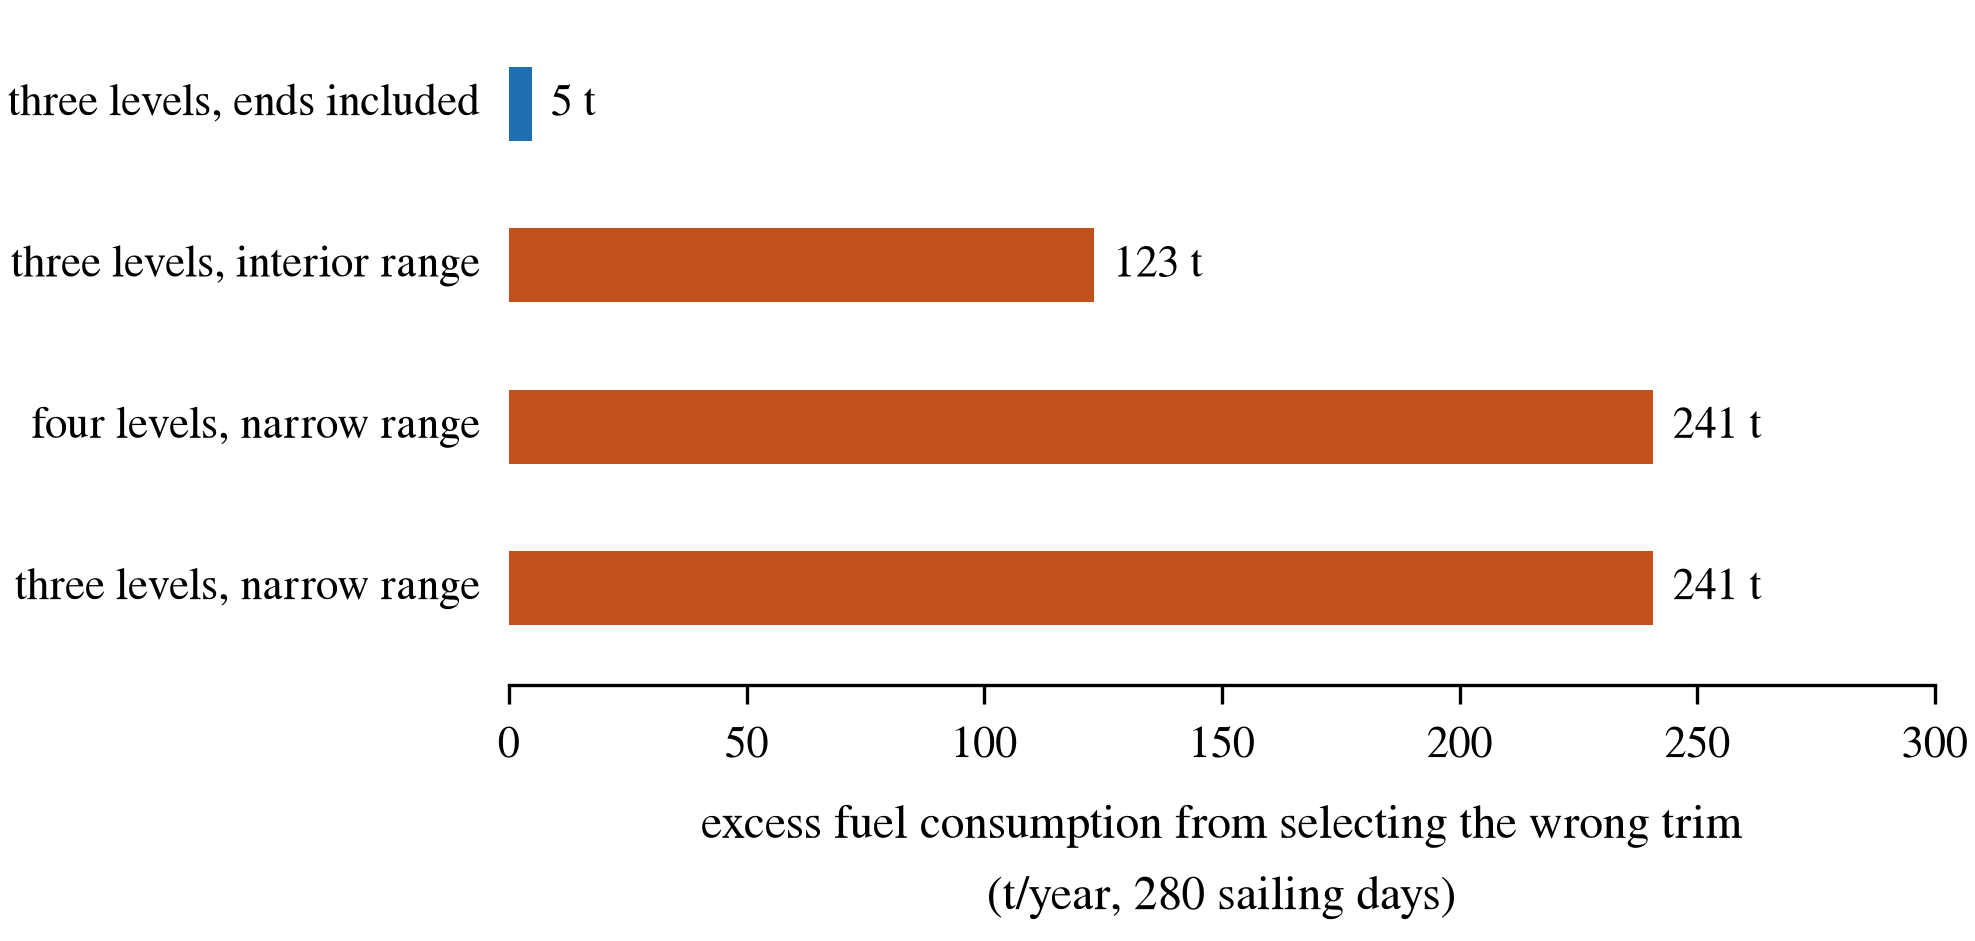 three levels, ends included 5 t
three levels, interior range 123 t
four levels, narrow range 241 t
three levels, narrow range 241 t
0 50 100 150 200 250 300
excess fuel consumption from selecting the wrong trim
(t/year, 280 sailing days)